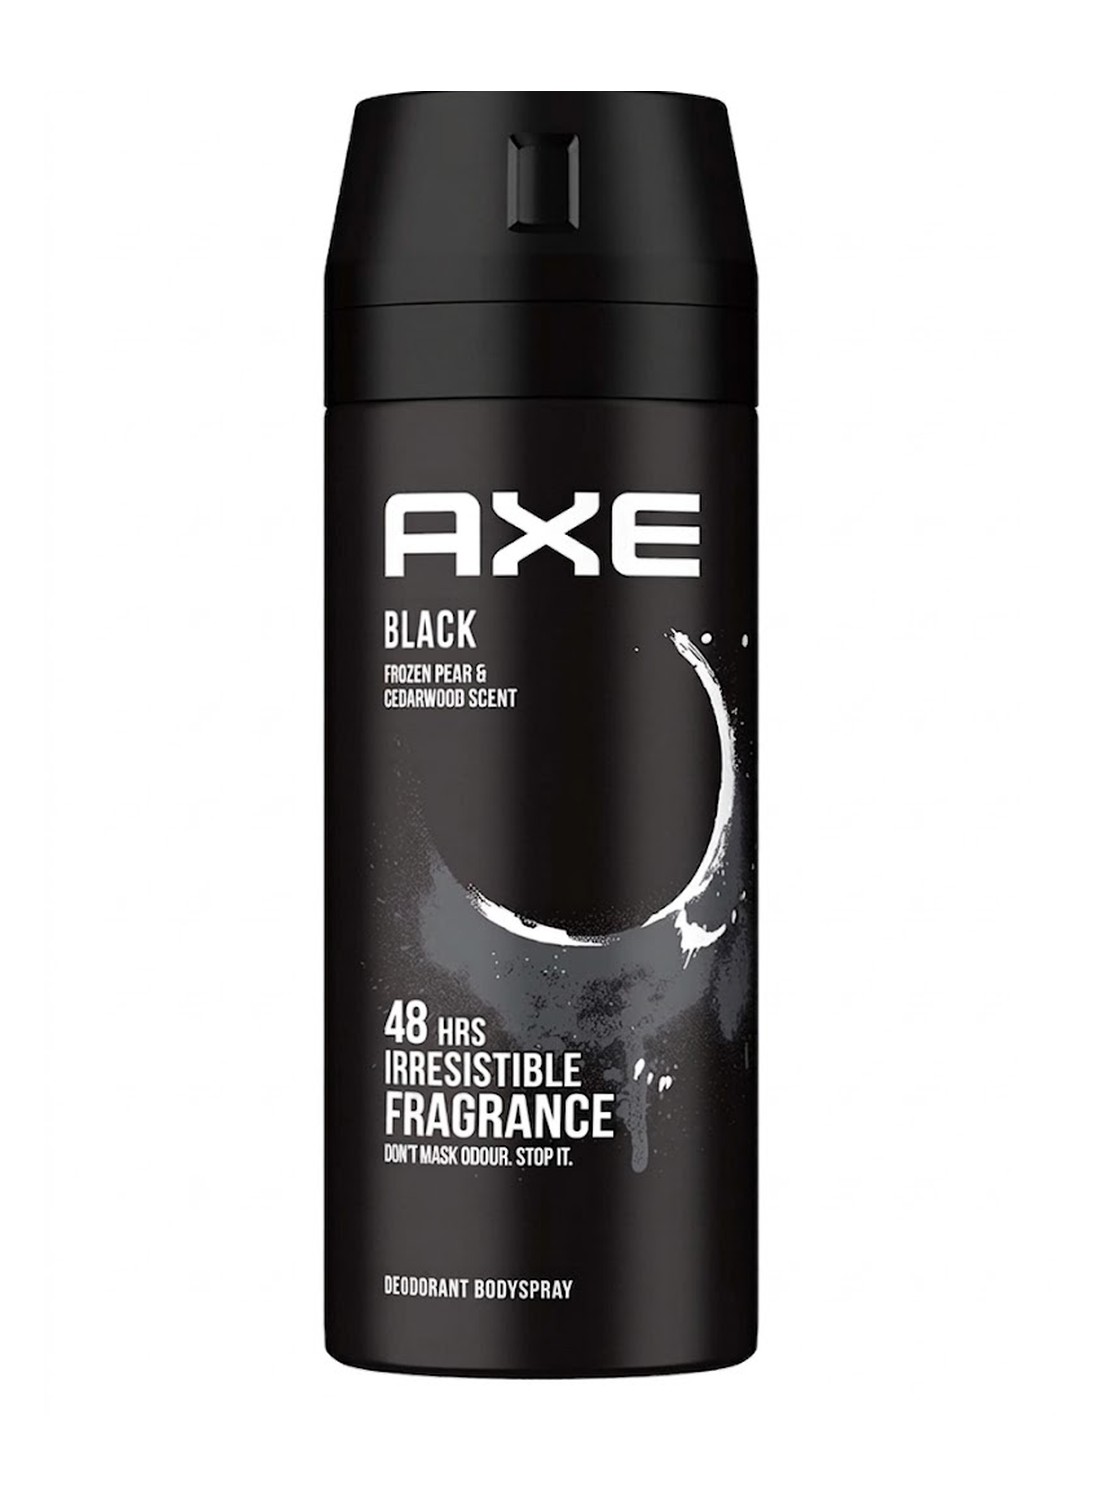 AXE
BLACK
FROZEN PEAR &
CEDARWOOD SCENT
48 HRS
IRRESISTIBLE
FRAGRANCE
DON'T MASK ODOUR. STOP IT.
DEODORANT BODYSPRAY